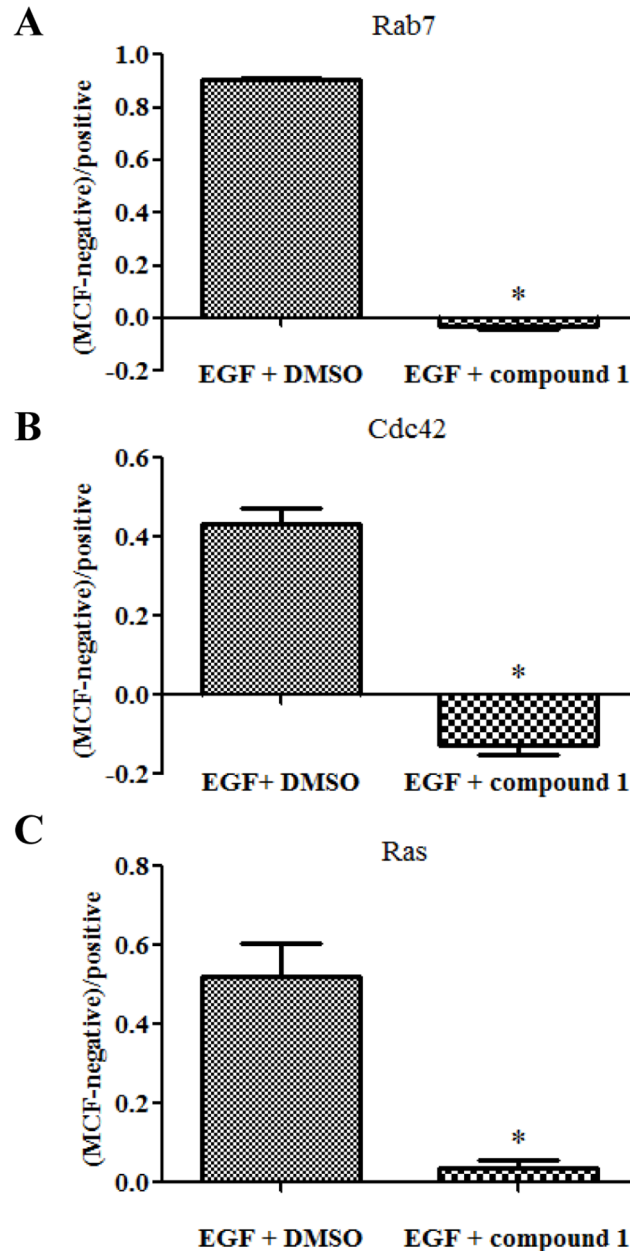 A
Rab7
(MCF-negative)/positive
1.0
0.8
0.6
0.4
0.2
0.0
-0.2
*
EGF + DMSO
EGF + compound 1
B
Cdc42
(MCF-negative)/positive
0.6
0.4
0.2
0.0
-0.2
*
EGF+ DMSO
EGF + compound 1
C
Ras
(MCF-negative)/positive
0.8
0.6
0.4
0.2
0.0
*
EGF + DMSO
EGF + compound 1